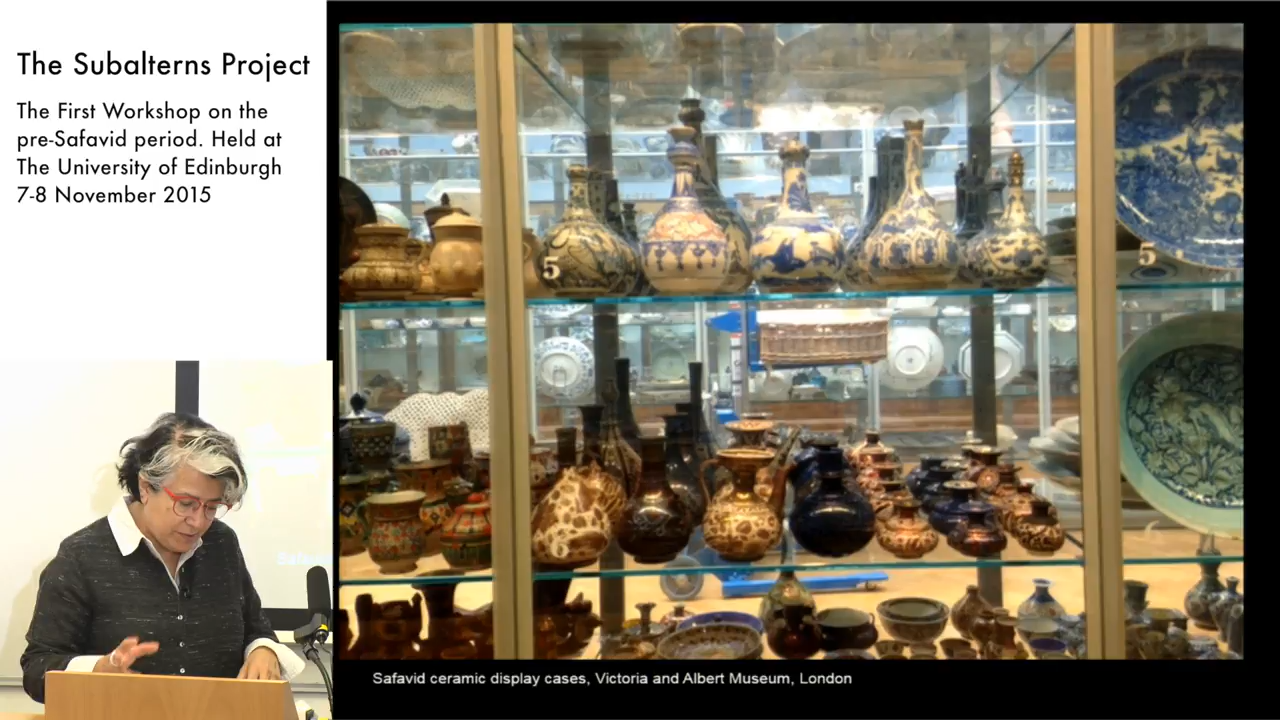 The Subalterns Project
The First Workshop on the
pre-Safavid period. Held at
The University of Edinburgh
7-8 November 2015
5
5
6
Safavid ceramic display cases, Victoria and Albert Museum, London